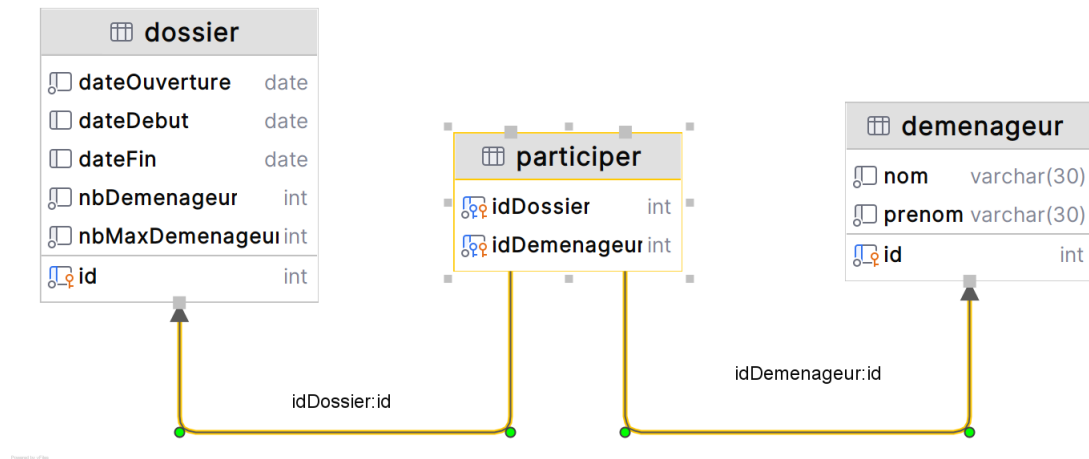 dossier
dateOuverture date
dateDebut date
dateFin date
nbDemenageur int
nbMaxDemenageur int
id int
participer
idDossier int
idDemenageur int
demenageur
nom varchar(30)
prenom varchar(30)
id int
idDossier:id
idDemenageur:id